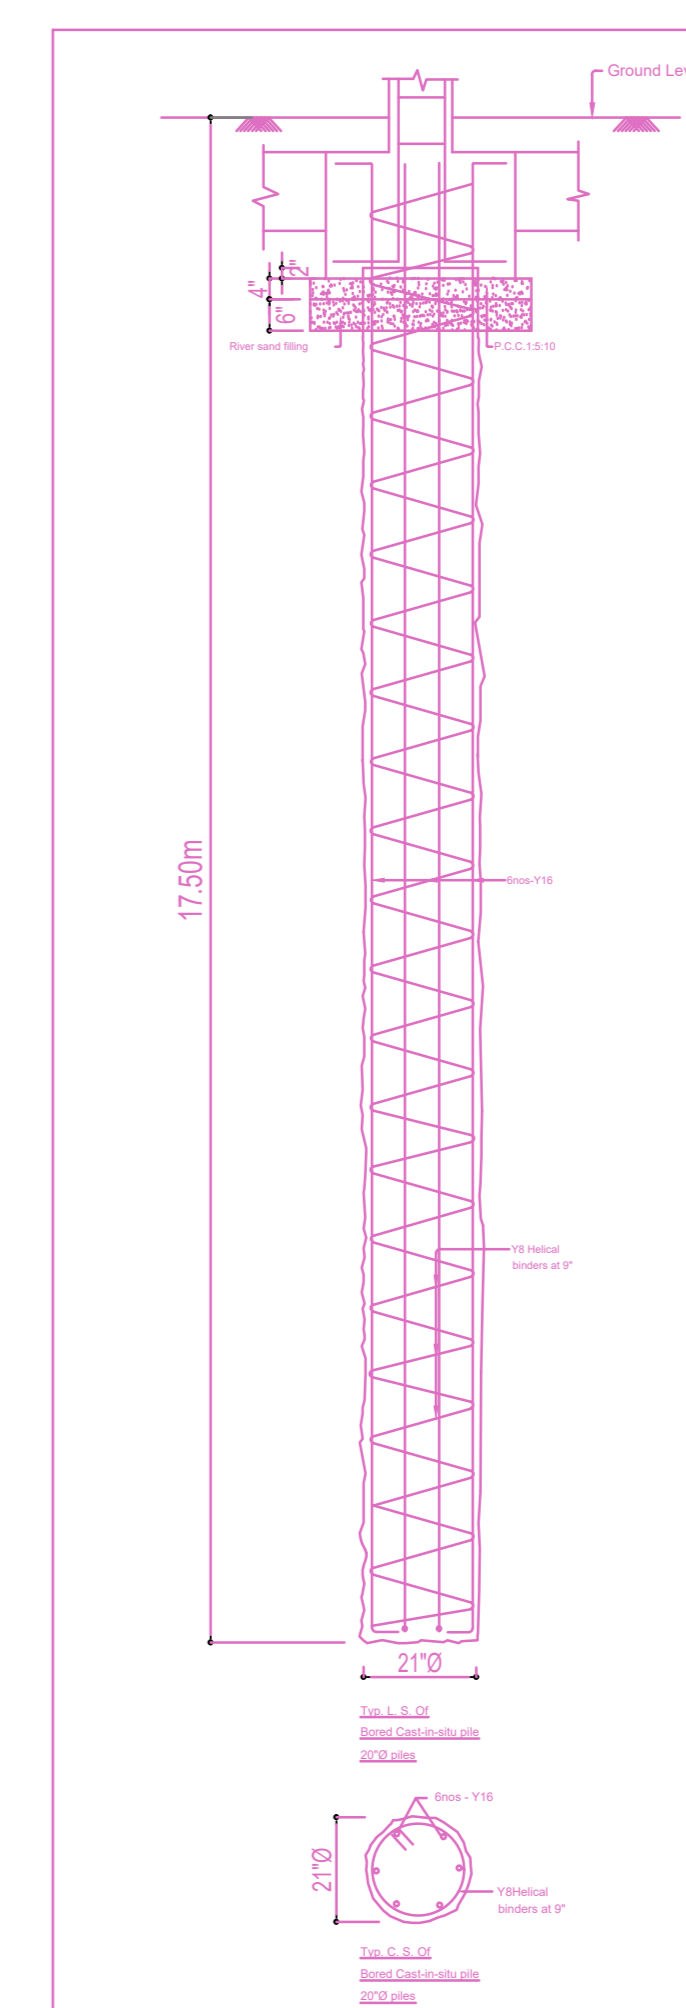 Ground Lev
2"
4"
6"
River sand filling
P.C.C.1:5:10
17.50m
6nos-Y16
Y8 Helical
binders at 9"
21"Ø
Typ. L. S. Of
Bored Cast-in-situ pile
20"Ø piles
6nos - Y16
21"Ø
Y8Helical
binders at 9"
Typ. C. S. Of
Bored Cast-in-situ pile
20"Ø piles